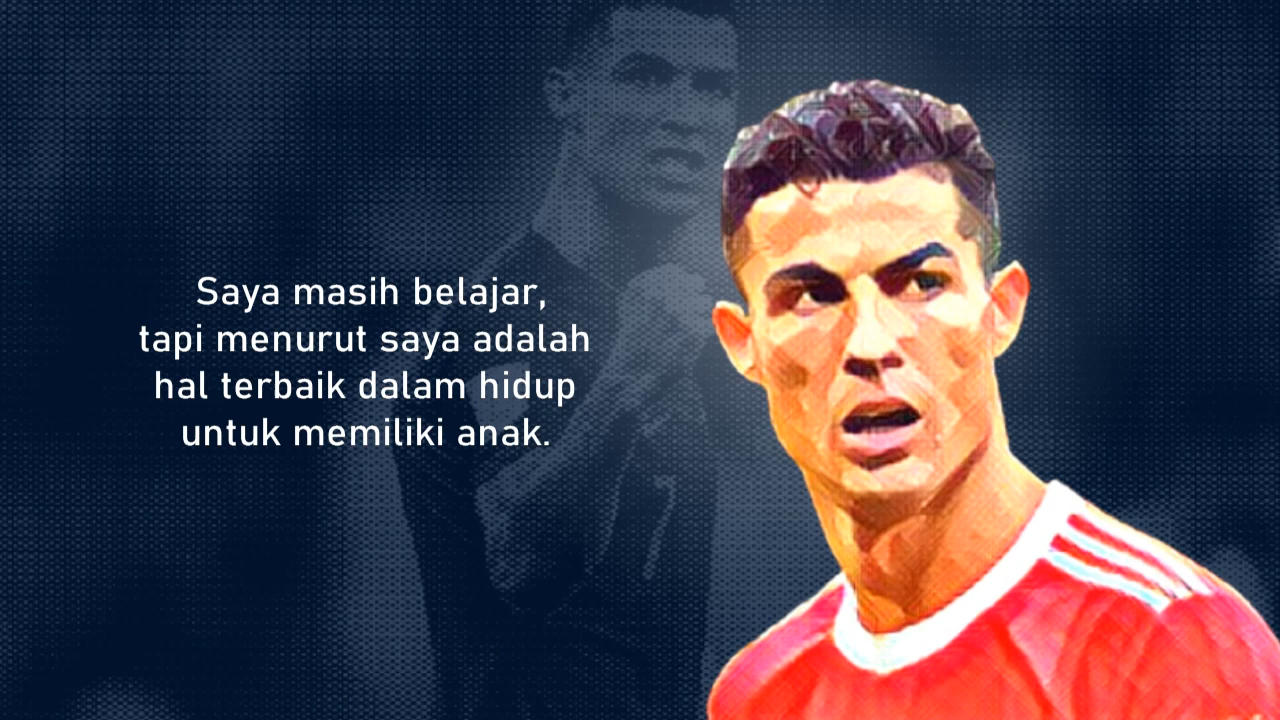 Saya masih belajar,
tapi menurut saya adalah
hal terbaik dalam hidup
untuk memiliki anak.